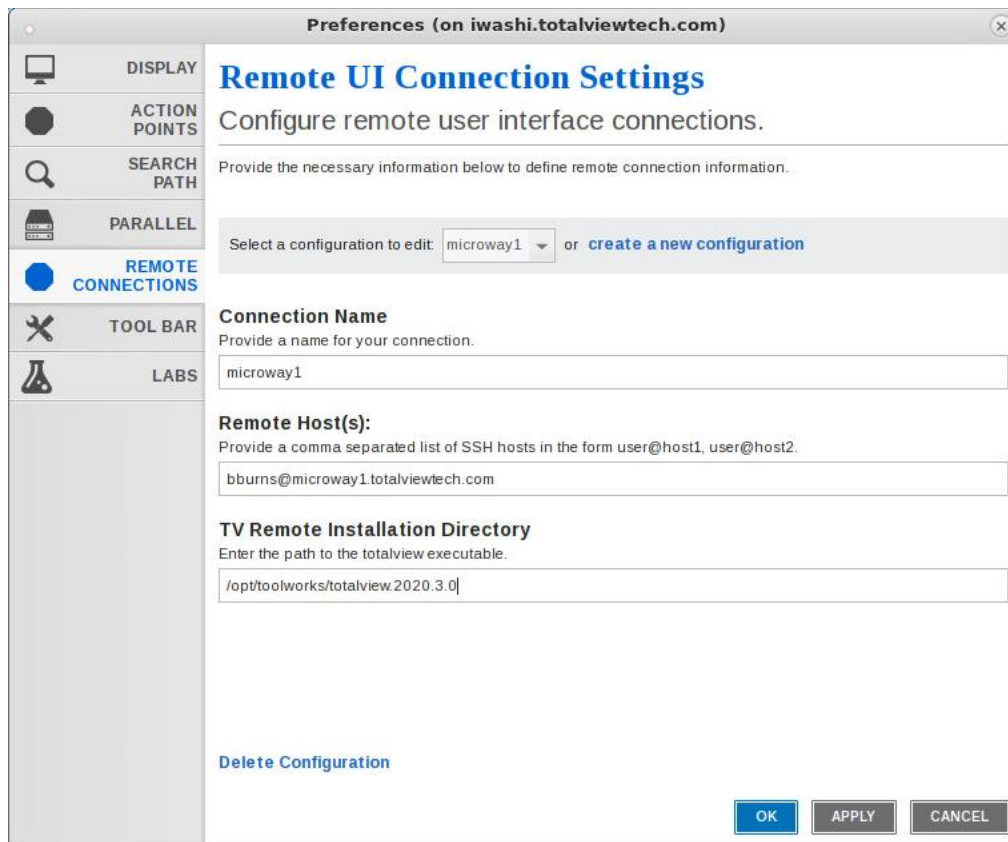 Preferences (on iwashi.totalviewtech.com)
DISPLAY
ACTION
POINTS
SEARCH
PATH
PARALLEL
REMOTE
CONNECTIONS
TOOL BAR
LABS
Remote UI Connection Settings
Configure remote user interface connections.
Provide the necessary information below to define remote connection information.
Select a configuration to edit: microway1 or create a new configuration
Connection Name
Provide a name for your connection.
microway1
Remote Host(s):
Provide a comma separated list of SSH hosts in the form user@host1, user@host2.
bburns@microway1.totalviewtech.com
TV Remote Installation Directory
Enter the path to the totalview executable.
/opt/toolworks/totalview.2020.3.0
Delete Configuration
OK APPLY CANCEL